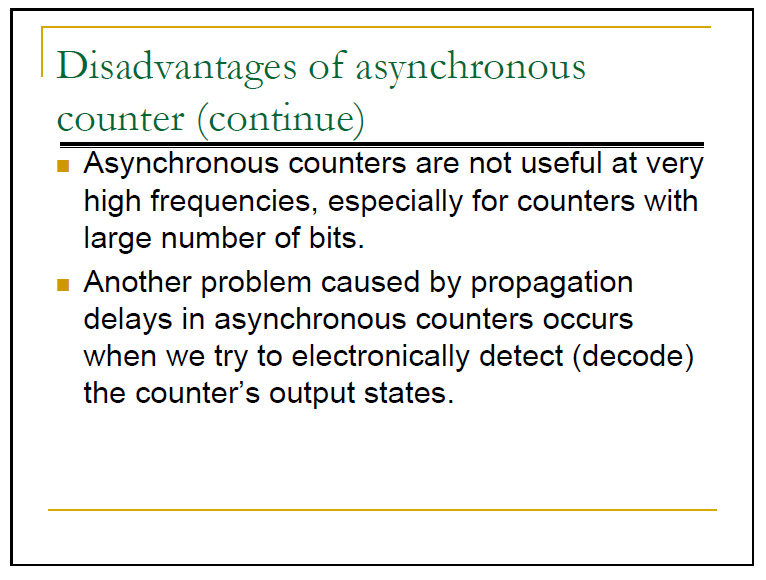 Disadvantages of asynchronous
counter (continue)
Asynchronous counters are not useful at very
high frequencies, especially for counters with
large number of bits.
Another problem caused by propagation
delays in asynchronous counters occurs
when we try to electronically detect (decode)
the counter’s output states.